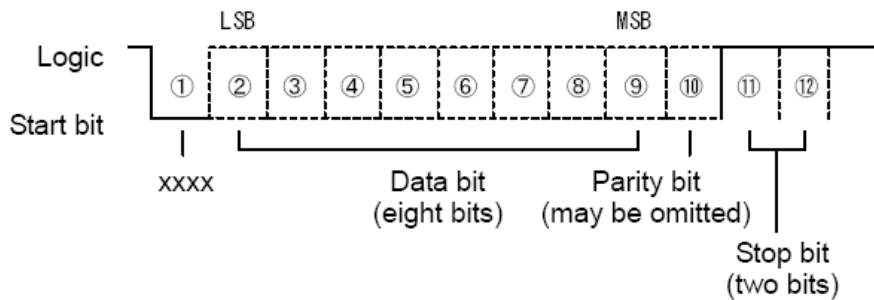 LSB MSB
Logic
① ② ③ ④ ⑤ ⑥ ⑦ ⑧ ⑨ ⑩ ⑪ ⑫
Start bit
xxxx
Data bit
(eight bits)
Parity bit
(may be omitted)
Stop bit
(two bits)